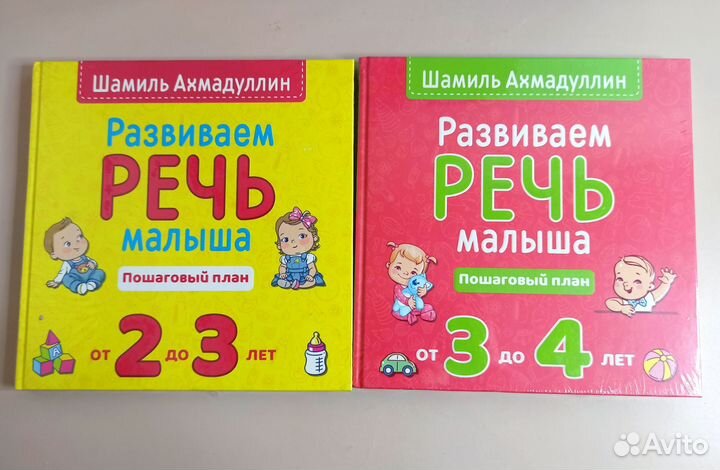 Шамиль Ахмадуллин
Развиваем
РЕЧЬ
малыша
Пошаговый план
от 2 до 3 лет
Шамиль Ахмадуллин
Развиваем
РЕЧЬ
малыша
Пошаговый план
от 3 до 4 лет
Avito